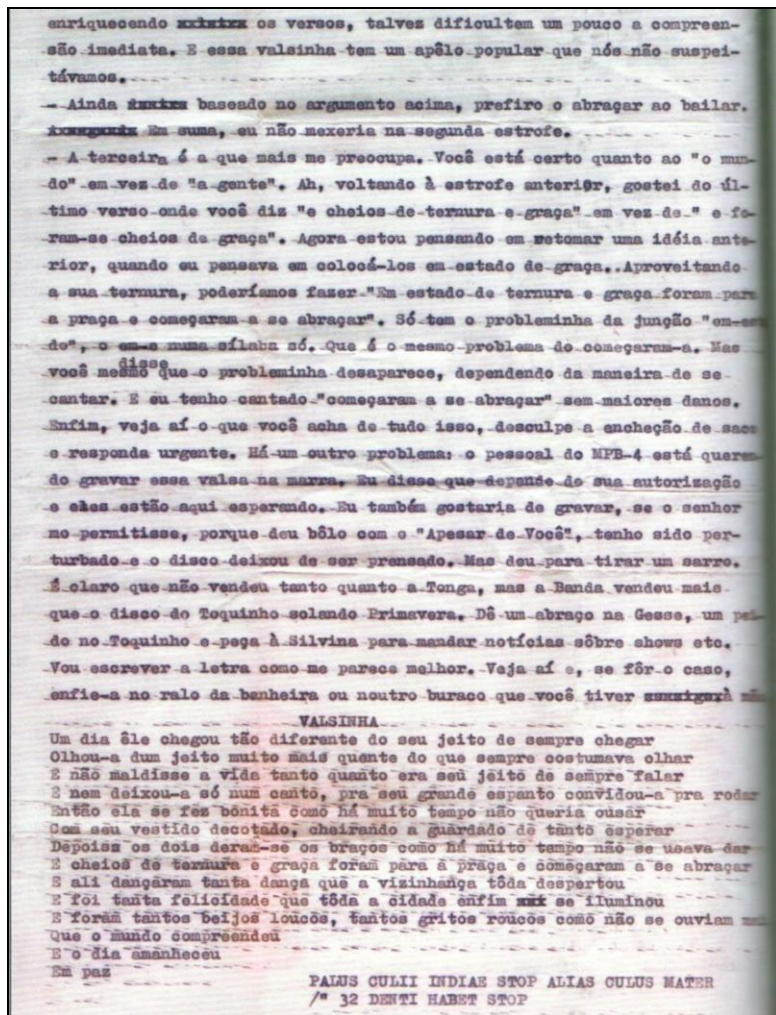 enriquecendo os versos, talves dificultem um pouco a compreen-
são imediata. E essa valsinha tem um apêlo popular que nós não suspei-
távamos.
- Ainda baseado no argumento acima, prefiro o abraçar ao bailar.
Em suma, eu não mexeria na segunda estrofe.
- A terceira é a que mais me preocupa. Você está certo quanto ao "o mun-
do" em vez de "a gente". Ah, voltando à estrofe anterior, gostei do úl-
timo verso onde você diz "e cheios de ternura e graça" em vez de " e fo-
ram-se cheios de graça". Agora estou pensando em retomar uma idéia ante-
rior, quando eu pensava em colocá-los em estado de graça. Aproveitando
a sua ternura, poderíamos fazer "Em estado de ternura e graça foram para
a praça e começaram a se abraçar". Só tem o probleminha da junção "em-est
do", o em-e numa sílaba só. Que é o mesmo problema do começaram-a. Mas
você mesmo disse que o probleminha desaparece, dependendo da maneira de se
cantar. E eu tenho cantado "começaram a se abraçar" sem maiores danos.
Enfim, veja aí o que você acha de tudo isso, desculpe a encheção de saco
e responda urgente. Há um outro problema: o pessoal do MPB-4 está queren
do gravar essa valsa na marra. Eu disse que depende de sua autorização
e eles estão aqui esperando. Eu também gostaria de gravar, se o senhor
mo permitisse, porque deu bôlo com o "Apesar de Você", tenho sido per-
turbado e o disco deixou de ser prensado. Mas deu para tirar um sarro.
É claro que não vendeu tanto quanto a Tonga, mas a Banda vendeu mais
que o disco do Toquinho solando Primavera. Dê um abraço na Gesse, um pei-
do no Toquinho e peça à Silvina para mandar notícias sôbre shows etc.
Vou escrever a letra como me parece melhor. Veja aí e, se fôr o caso,
enfie-a no ralo da banheira ou noutro buraco que você tiver à mão
VALSINHA
Um dia êle chegou tão diferente do seu jeito de sempre chegar
Olhou-a dum jeito muito mais quente do que sempre costumava olhar
E não maldisse a vida tanto quanto era seu jeito de sempre falar
E nem deixou-a só num canto, pra seu grande espanto convidou-a pra rodar
Então ela se fez bonita como há muito tempo não queria ousar
Com seu vestido decotado, cheirando a guardado de tanto esperar
Depois os dois deram-se os braços como há muito tempo não se usava dar
E cheios de ternura e graça foram para a praça e começaram a se abraçar
E ali dançaram tanta dança que a vizinhança tôda despertou
E foi tanta felicidade que tôda a cidade enfim se iluminou
E foram tantos beijos loucos, tantos gritos roucos como não se ouviam
Que o mundo compreendeu
E o dia amanheceu
Em paz
PALUS CULII INDIAE STOP ALIAS CULUS MATER
/" 32 DENTI HABET STOP